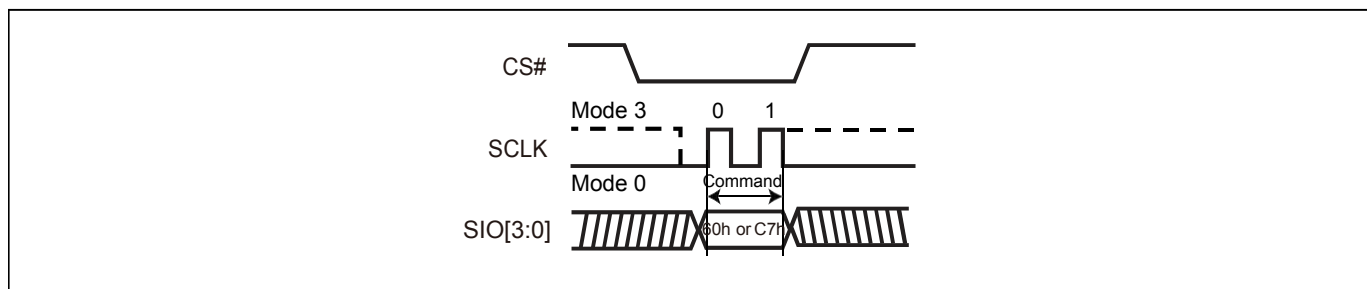 CS#
Mode 3 0 1
SCLK
Mode 0 Command
SIO[3:0] 60h or C7h